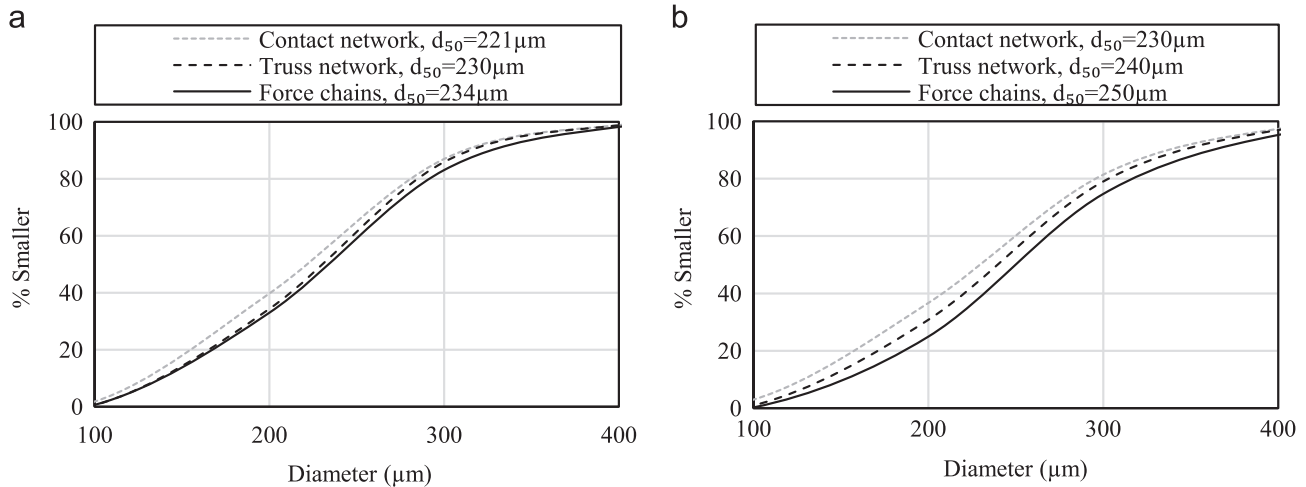 a
Contact network, d₅₀=221µm
Truss network, d₅₀=230µm
Force chains, d₅₀=234µm
100
80
60
40
20
0
% Smaller
100 200 300 400
Diameter (µm)
b
Contact network, d₅₀=230µm
Truss network, d₅₀=240µm
Force chains, d₅₀=250µm
100
80
60
40
20
0
% Smaller
100 200 300 400
Diameter (µm)